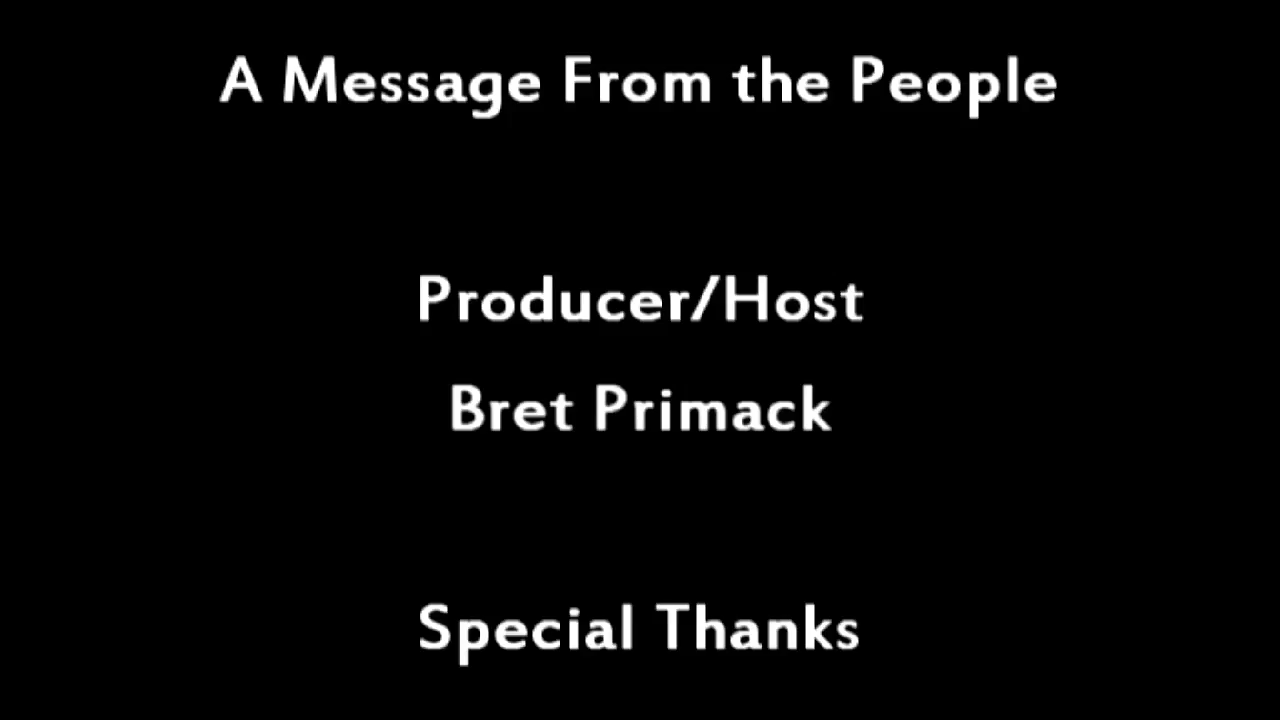 A Message From the People
Producer/Host
Bret Primack
Special Thanks